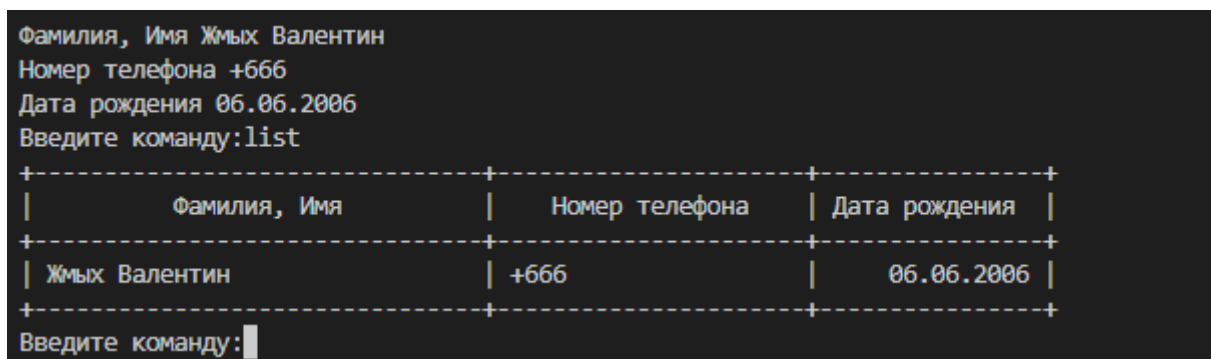 Фамилия, Имя Жмых Валентин
Номер телефона +666
Дата рождения 06.06.2006
Введите команду:list
+--------------------------------+----------------------+----------------+
| Фамилия, Имя | Номер телефона | Дата рождения |
+--------------------------------+----------------------+----------------+
| Жмых Валентин | +666 | 06.06.2006 |
+--------------------------------+----------------------+----------------+
Введите команду: